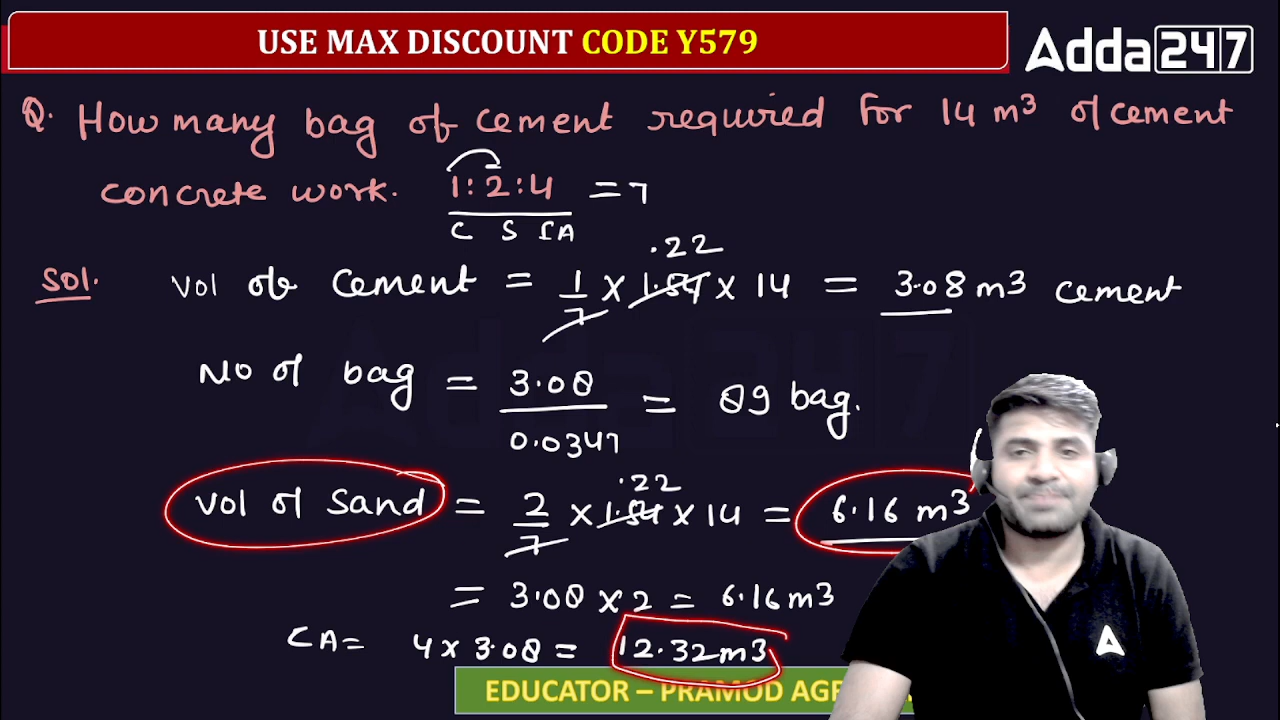 USE MAX DISCOUNT CODE Y579
Adda247
Q. How many bag of cement required for 14 m³ of cement
concrete work. 1:2:4 = 7
C S CA
.22
Sol. Vol of Cement = 1/7 × 1.54 × 14 = 3.08 m3 cement
No of bag = 3.08/0.0347 = 89 bag.
.22
Vol of Sand = 2/7 × 1.54 × 14 = 6.16 m³
= 3.08 × 2 = 6.16 m3
CA = 4 × 3.08 = 12.32 m3
EDUCATOR – PRAMOD